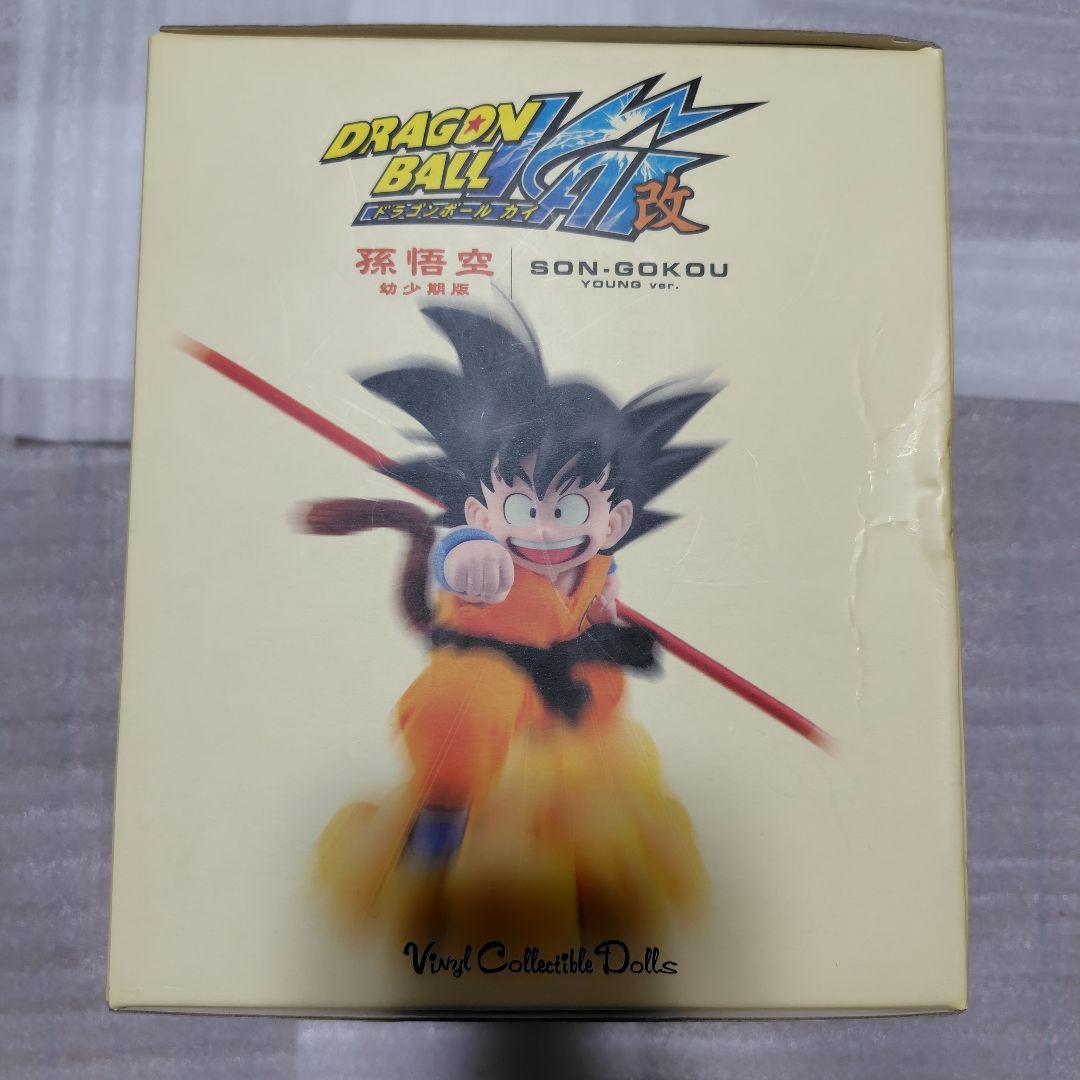 DRAGON
BALL KAI 改
ドラゴンボール カイ
孫悟空
幼少期版
SON-GOKOU
YOUNG ver.
Vinyl Collectible Dolls